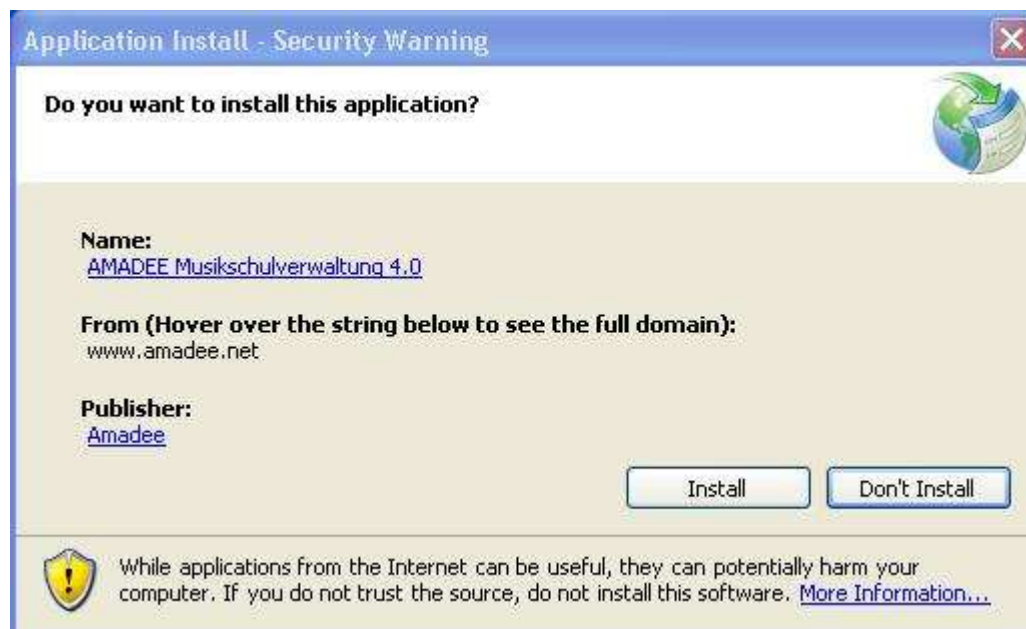 Application Install - Security Warning
Do you want to install this application?
Name:
AMADEE Musikschulverwaltung 4.0
From (Hover over the string below to see the full domain):
www.amadee.net
Publisher:
Amadee
Install Don't Install
While applications from the Internet can be useful, they can potentially harm your
computer. If you do not trust the source, do not install this software. More Information...